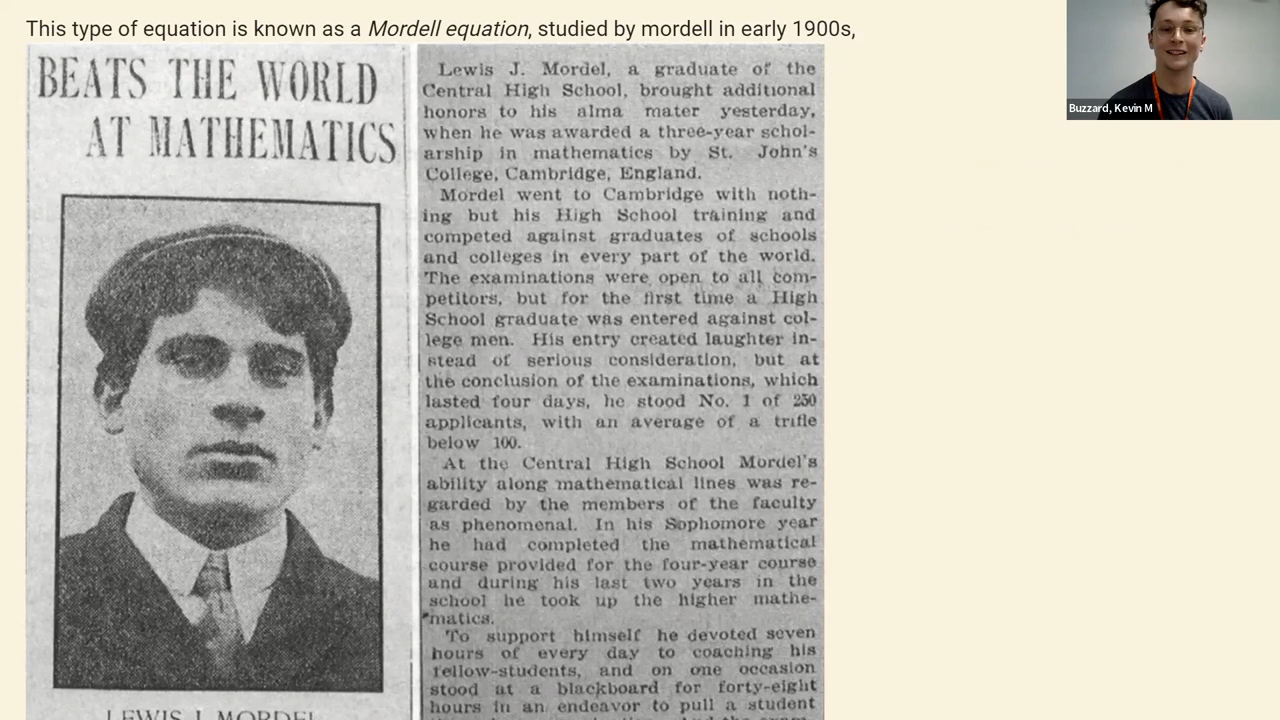 This type of equation is known as a Mordell equation, studied by mordell in early 1900s,
Buzzard, Kevin M
BEATS THE WORLD
AT MATHEMATICS
LEWIS J. MORDEL
Lewis J. Mordel, a graduate of the
Central High School, brought additional
honors to his alma mater yesterday,
when he was awarded a three-year schol-
arship in mathematics by St. John's
College, Cambridge, England.
Mordel went to Cambridge with noth-
ing but his High School training and
competed against graduates of schools
and colleges in every part of the world.
The examinations were open to all com-
petitors, but for the first time a High
School graduate was entered against col-
lege men. His entry created laughter in-
stead of serious consideration, but at
the conclusion of the examinations, which
lasted four days, he stood No. 1 of 250
applicants, with an average of a trifle
below 100.
At the Central High School Mordel's
ability along mathematical lines was re-
garded by the members of the faculty
as phenomenal. In his Sophomore year
he had completed the mathematical
course provided for the four-year course
and during his last two years in the
school he took up the higher mathe-
matics.
To support himself he devoted seven
hours of every day to coaching his
fellow-students, and on one occasion
stood at a blackboard for forty-eight
hours in an endeavor to pull a student